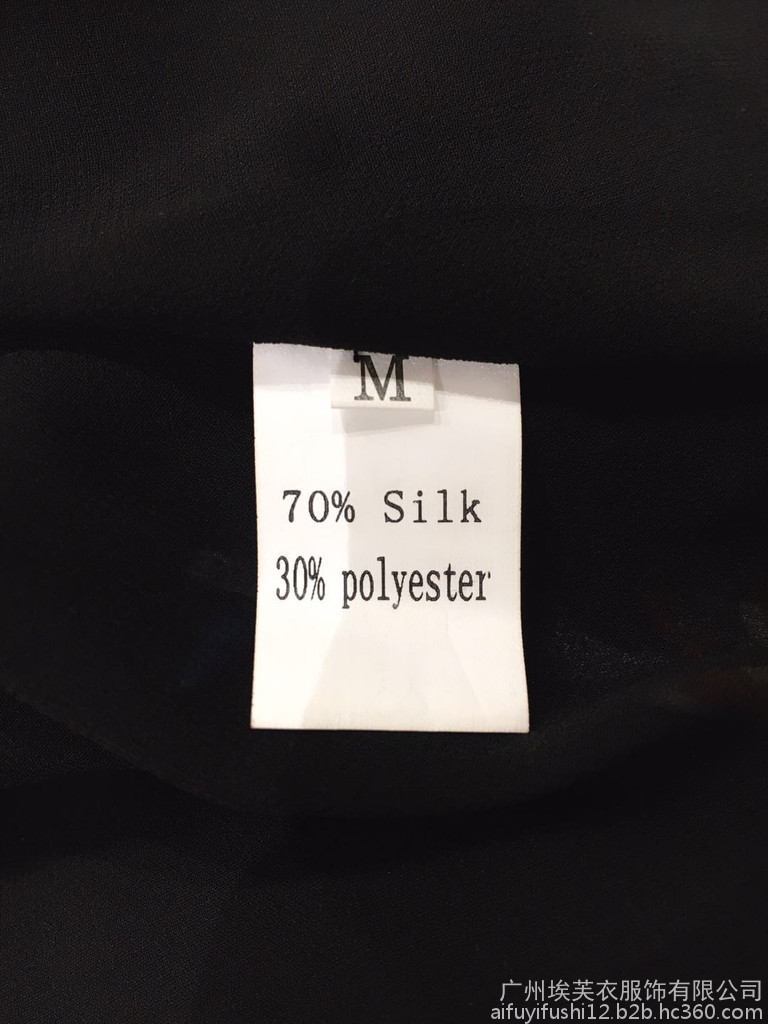 M
70% Silk
30% polyester
广州埃芙衣服饰有限公司
aifuyifushi12.b2b.hc360.com